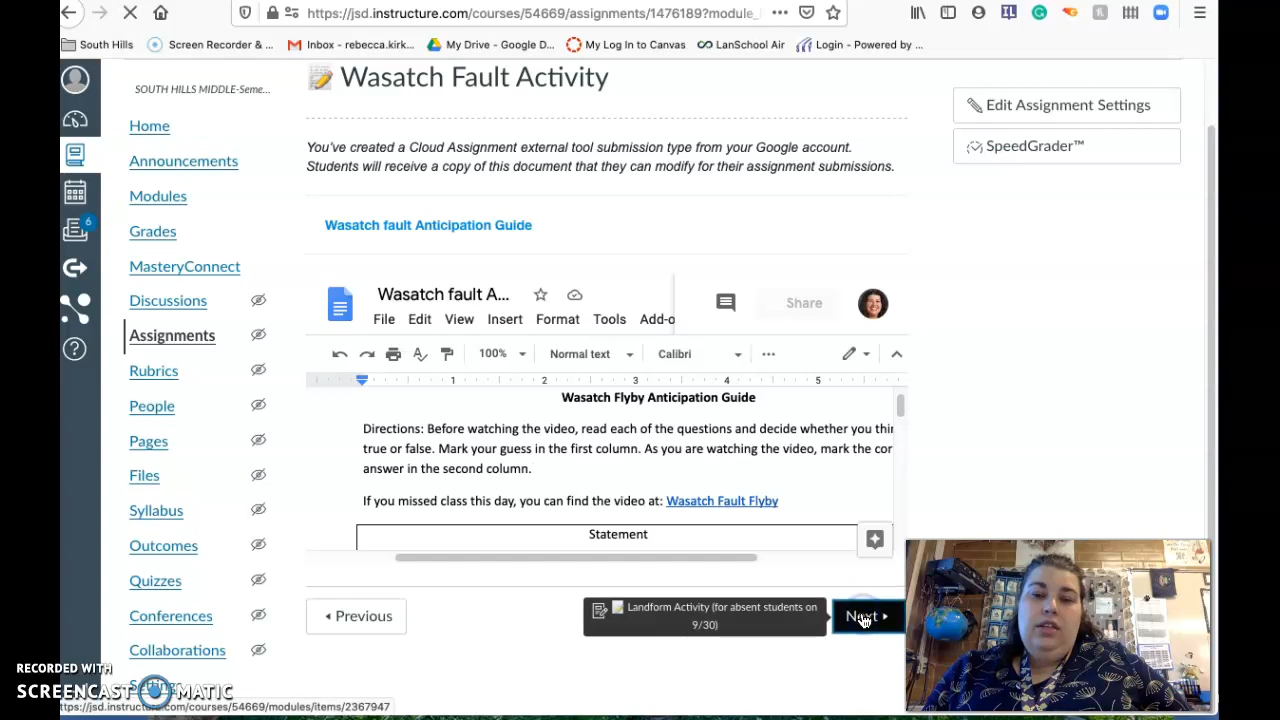 https://jsd.instructure.com/courses/54669/assignments/1476189?module_
South Hills
Screen Recorder & ...
Inbox - rebecca.kirk...
My Drive - Google D...
My Log In to Canvas
LanSchool Air
Login - Powered by ...
SOUTH HILLS MIDDLE-Seme...
Home
Announcements
Modules
Grades
MasteryConnect
Discussions
Assignments
Rubrics
People
Pages
Files
Syllabus
Outcomes
Quizzes
Conferences
Collaborations
6
Wasatch Fault Activity
Edit Assignment Settings
SpeedGrader™
You've created a Cloud Assignment external tool submission type from your Google account.
Students will receive a copy of this document that they can modify for their assignment submissions.
Wasatch fault Anticipation Guide
Wasatch fault A...
Share
File Edit View Insert Format Tools Add-o
100% Normal text Calibri
1 2 3 4 5
Wasatch Flyby Anticipation Guide
Directions: Before watching the video, read each of the questions and decide whether you thin
true or false. Mark your guess in the first column. As you are watching the video, mark the cor
answer in the second column.
If you missed class this day, you can find the video at: Wasatch Fault Flyby
Statement
Previous
Landform Activity (for absent students on
9/30)
Next
RECORDED WITH
SCREENCAST MATIC
https://jsd.instructure.com/courses/54669/modules/items/2367947